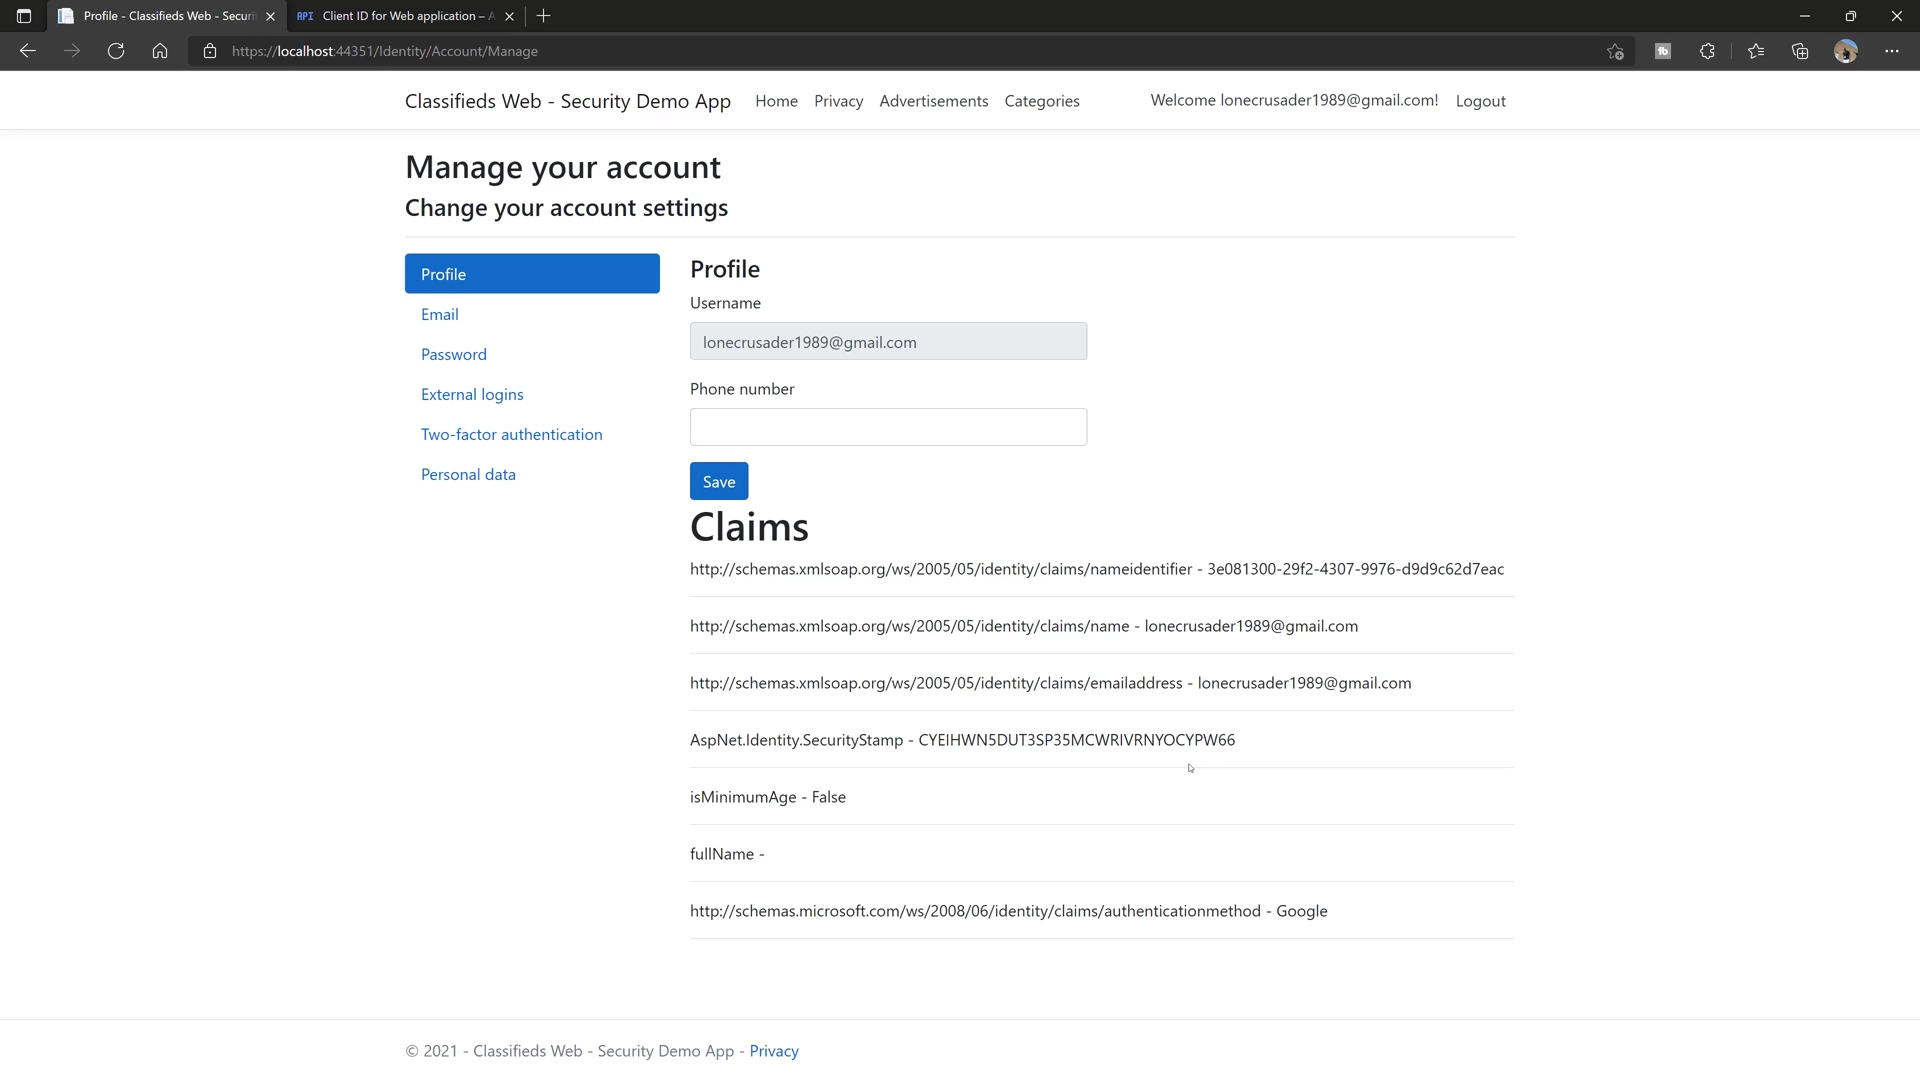 Profile - Classifieds Web - Securi
API Client ID for Web application – A
https://localhost:44351/Identity/Account/Manage
Classifieds Web - Security Demo App Home Privacy Advertisements Categories Welcome lonecrusader1989@gmail.com! Logout
Manage your account
Change your account settings
Profile
Email
Password
External logins
Two-factor authentication
Personal data
Profile
Username
lonecrusader1989@gmail.com
Phone number
Save
Claims
http://schemas.xmlsoap.org/ws/2005/05/identity/claims/nameidentifier - 3e081300-29f2-4307-9976-d9d9c62d7eac
http://schemas.xmlsoap.org/ws/2005/05/identity/claims/name - lonecrusader1989@gmail.com
http://schemas.xmlsoap.org/ws/2005/05/identity/claims/emailaddress - lonecrusader1989@gmail.com
AspNet.Identity.SecurityStamp - CYEIHWN5DUT3SP35MCWRIVRNYOCYPW66
isMinimumAge - False
fullName -
http://schemas.microsoft.com/ws/2008/06/identity/claims/authenticationmethod - Google
© 2021 - Classifieds Web - Security Demo App - Privacy